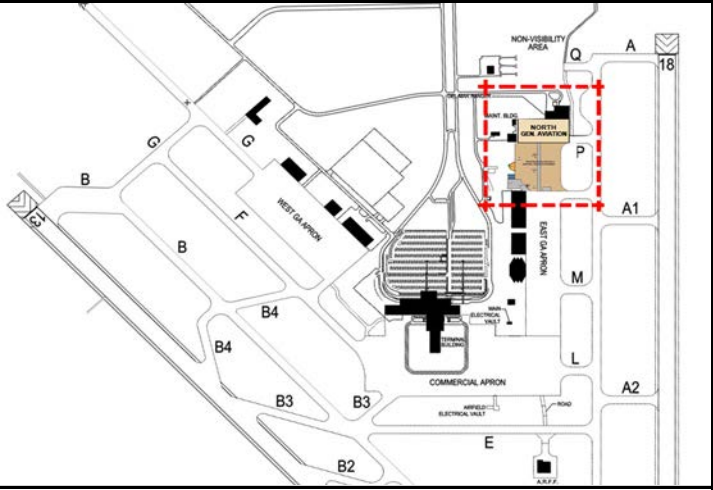 NON-VISIBILITY
AREA
Q
A
18
MAINT. BLDG
NORTH
GEN. AVIATION
P
G
G
B
13
F
WEST GA APRON
EAST GA APRON
A1
B
M
B4
MAIN
ELECTRICAL
VAULT
TERMINAL
BUILDING
B4
L
COMMERCIAL APRON
A2
B3
B3
AIRFIELD
ELECTRICAL VAULT
ROAD
E
B2
A.R.F.F.